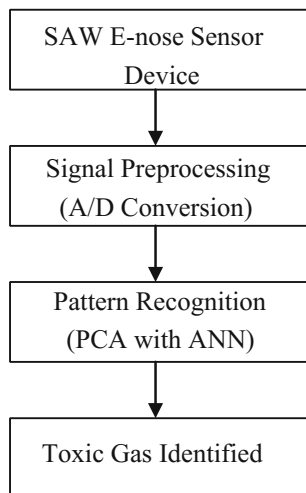 SAW E-nose Sensor
Device
Signal Preprocessing
(A/D Conversion)
Pattern Recognition
(PCA with ANN)
Toxic Gas Identified